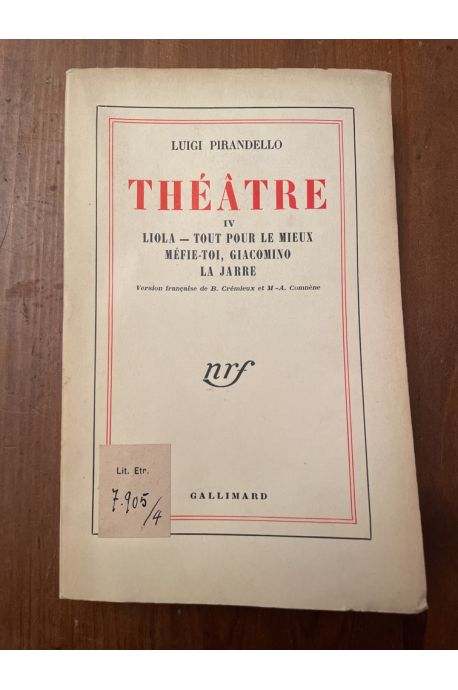 LUIGI PIRANDELLO
THÉÂTRE
IV
LIOLA — TOUT POUR LE MIEUX
MÉFIE-TOI, GIACOMINO
LA JARRE
Version française de B. Crémieux et M-A. Comnène
nrf
Lit. Etr.
7.905/4
GALLIMARD